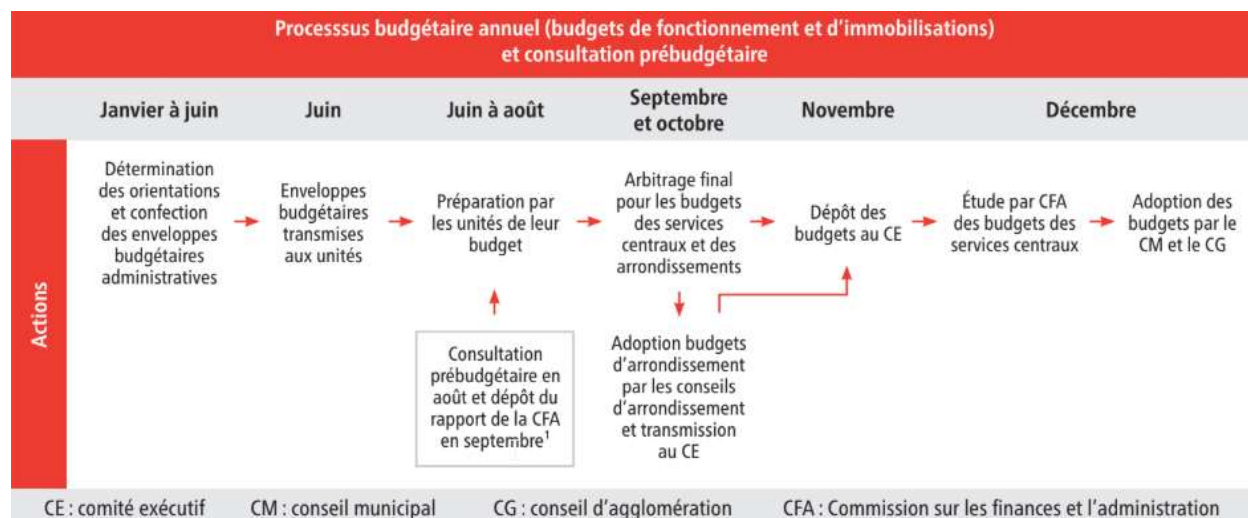 Processsus budgétaire annuel (budgets de fonctionnement et d'immobilisations)
et consultation prébudgétaire
Janvier à juin
Juin
Juin à août
Septembre
et octobre
Novembre
Décembre
Actions
Détermination
des orientations
et confection
des enveloppes
budgétaires
administratives
Enveloppes
budgétaires
transmises
aux unités
Préparation par
les unités de leur
budget
Arbitrage final
pour les budgets
des services
centraux et des
arrondissements
Dépôt des
budgets au CE
Étude par CFA
des budgets des
services centraux
Adoption des
budgets par le
CM et le CG
Consultation
prébudgétaire en
août et dépôt du
rapport de la CFA
en septembre¹
Adoption budgets
d'arrondissement
par les conseils
d'arrondissement
et transmission
au CE
CE : comité exécutif CM : conseil municipal CG : conseil d'agglomération CFA : Commission sur les finances et l'administration